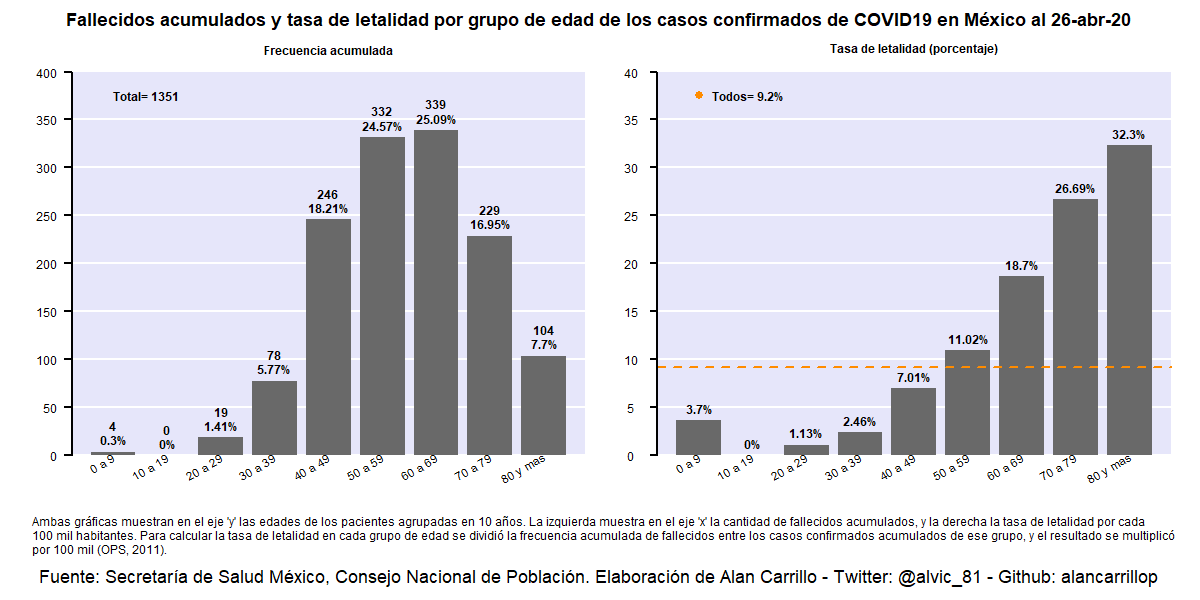 Fallecidos acumulados y tasa de letalidad por grupo de edad de los casos confirmados de COVID19 en México al 26-abr-20
Frecuencia acumulada
Total= 1351
400
350
300
250
200
150
100
50
0
4
0.3%
0
0%
19
1.41%
78
5.77%
246
18.21%
332
24.57%
339
25.09%
229
16.95%
104
7.7%
0 a 9
10 a 19
20 a 29
30 a 39
40 a 49
50 a 59
60 a 69
70 a 79
80 y mas
Tasa de letalidad (porcentaje)
Todos= 9.2%
40
35
30
25
20
15
10
5
0
3.7%
0%
1.13%
2.46%
7.01%
11.02%
18.7%
26.69%
32.3%
0 a 9
10 a 19
20 a 29
30 a 39
40 a 49
50 a 59
60 a 69
70 a 79
80 y mas
Ambas gráficas muestran en el eje 'y' las edades de los pacientes agrupadas en 10 años. La izquierda muestra en el eje 'x' la cantidad de fallecidos acumulados, y la derecha la tasa de letalidad por cada
100 mil habitantes. Para calcular la tasa de letalidad en cada grupo de edad se dividió la frecuencia acumulada de fallecidos entre los casos confirmados acumulados de ese grupo, y el resultado se multiplicó
por 100 mil (OPS, 2011).
Fuente: Secretaría de Salud México, Consejo Nacional de Población. Elaboración de Alan Carrillo - Twitter: @alvic_81 - Github: alancarrillop